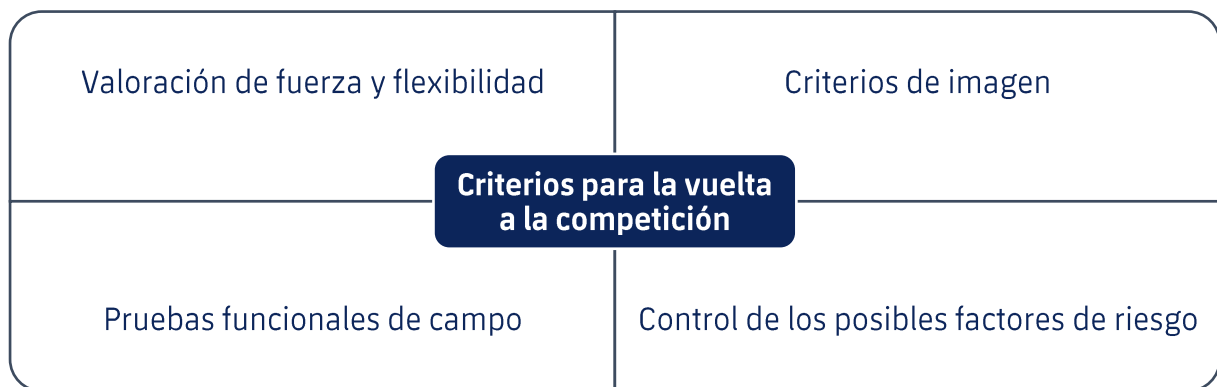 Valoración de fuerza y flexibilidad
Criterios de imagen
Criterios para la vuelta
a la competición
Pruebas funcionales de campo
Control de los posibles factores de riesgo